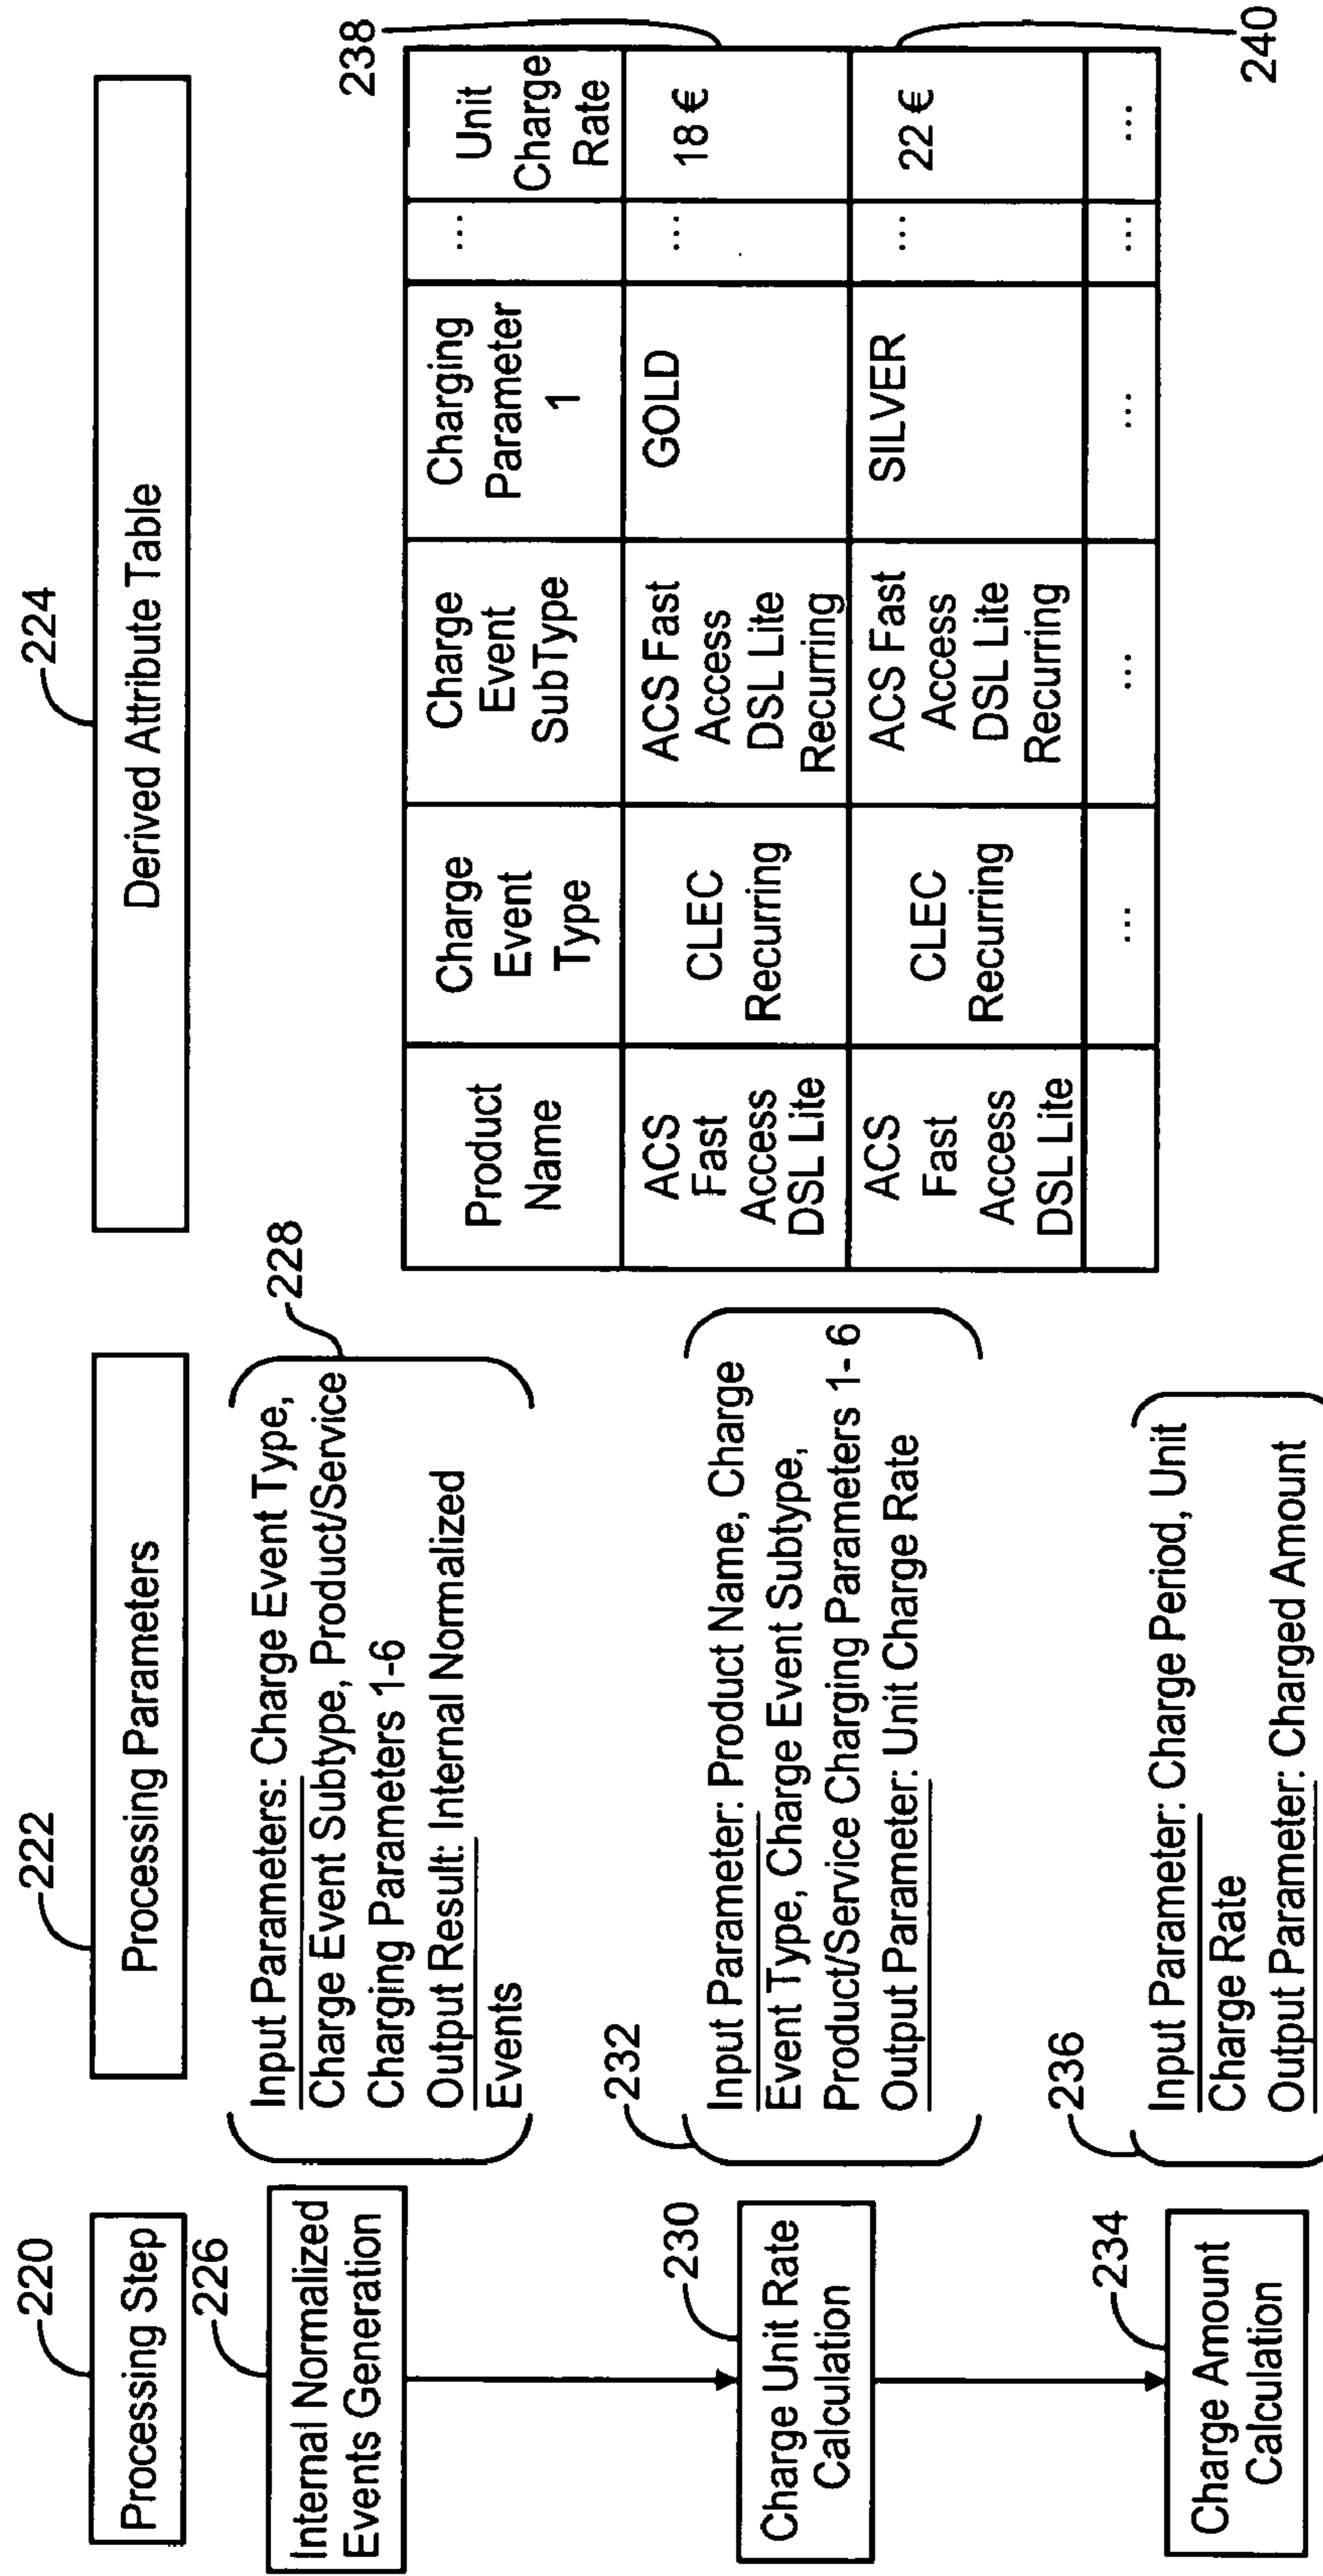 220
Processing Step
222
Processing Parameters
224
Derived Attribute Table
226
Internal Normalized
Events Generation
228
Input Parameters: Charge Event Type,
Charge Event Subtype, Product/Service
Charging Parameters 1-6
Output Result: Internal Normalized
Events
230
Charge Unit Rate
Calculation
232
Input Parameter: Product Name, Charge
Event Type, Charge Event Subtype,
Product/Service Charging Parameters 1- 6
Output Parameter: Unit Charge Rate
234
Charge Amount
Calculation
236
Input Parameter: Charge Period, Unit
Charge Rate
Output Parameter: Charged Amount
Product
Name
Charge
Event
Type
Charge
Event
SubType
Charging
Parameter
1
...
Unit
Charge
Rate
238
ACS
Fast
Access
DSL Lite
CLEC
Recurring
ACS Fast
Access
DSL Lite
Recurring
GOLD
...
18 €
ACS
Fast
Access
DSL Lite
CLEC
Recurring
ACS Fast
Access
DSL Lite
Recurring
SILVER
...
22 €
240
...
...
...
...
...